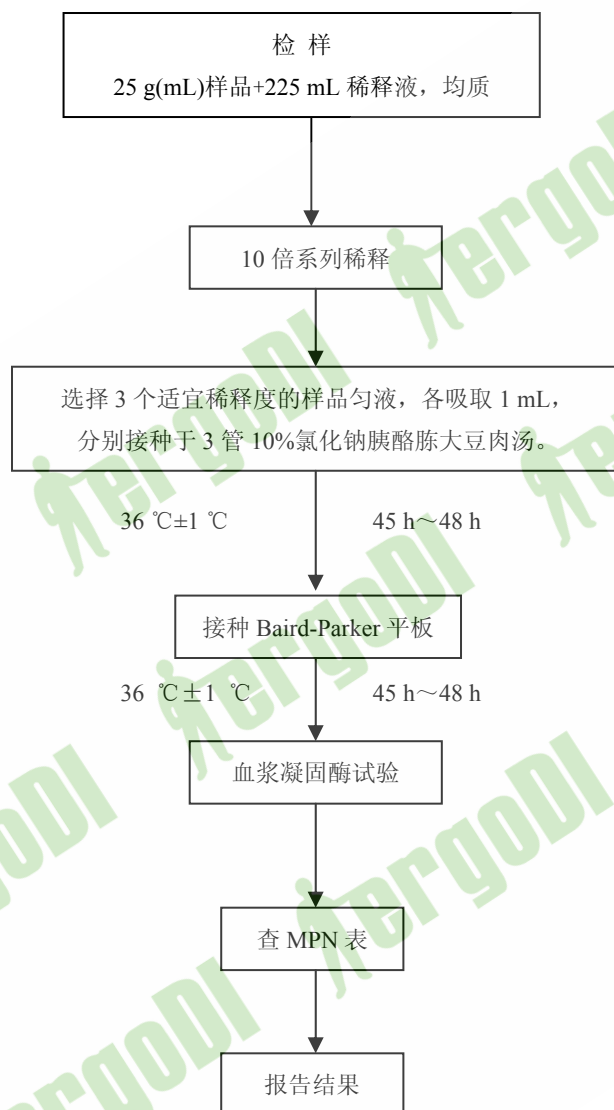 检 样
25 g(mL)样品+225 mL 稀释液，均质
10 倍系列稀释
选择 3 个适宜稀释度的样品匀液，各吸取 1 mL，
分别接种于 3 管 10%氯化钠胰酪胨大豆肉汤。
36 ℃±1 ℃ 45 h～48 h
接种 Baird-Parker 平板
36 ℃±1 ℃ 45 h～48 h
血浆凝固酶试验
查 MPN 表
报告结果